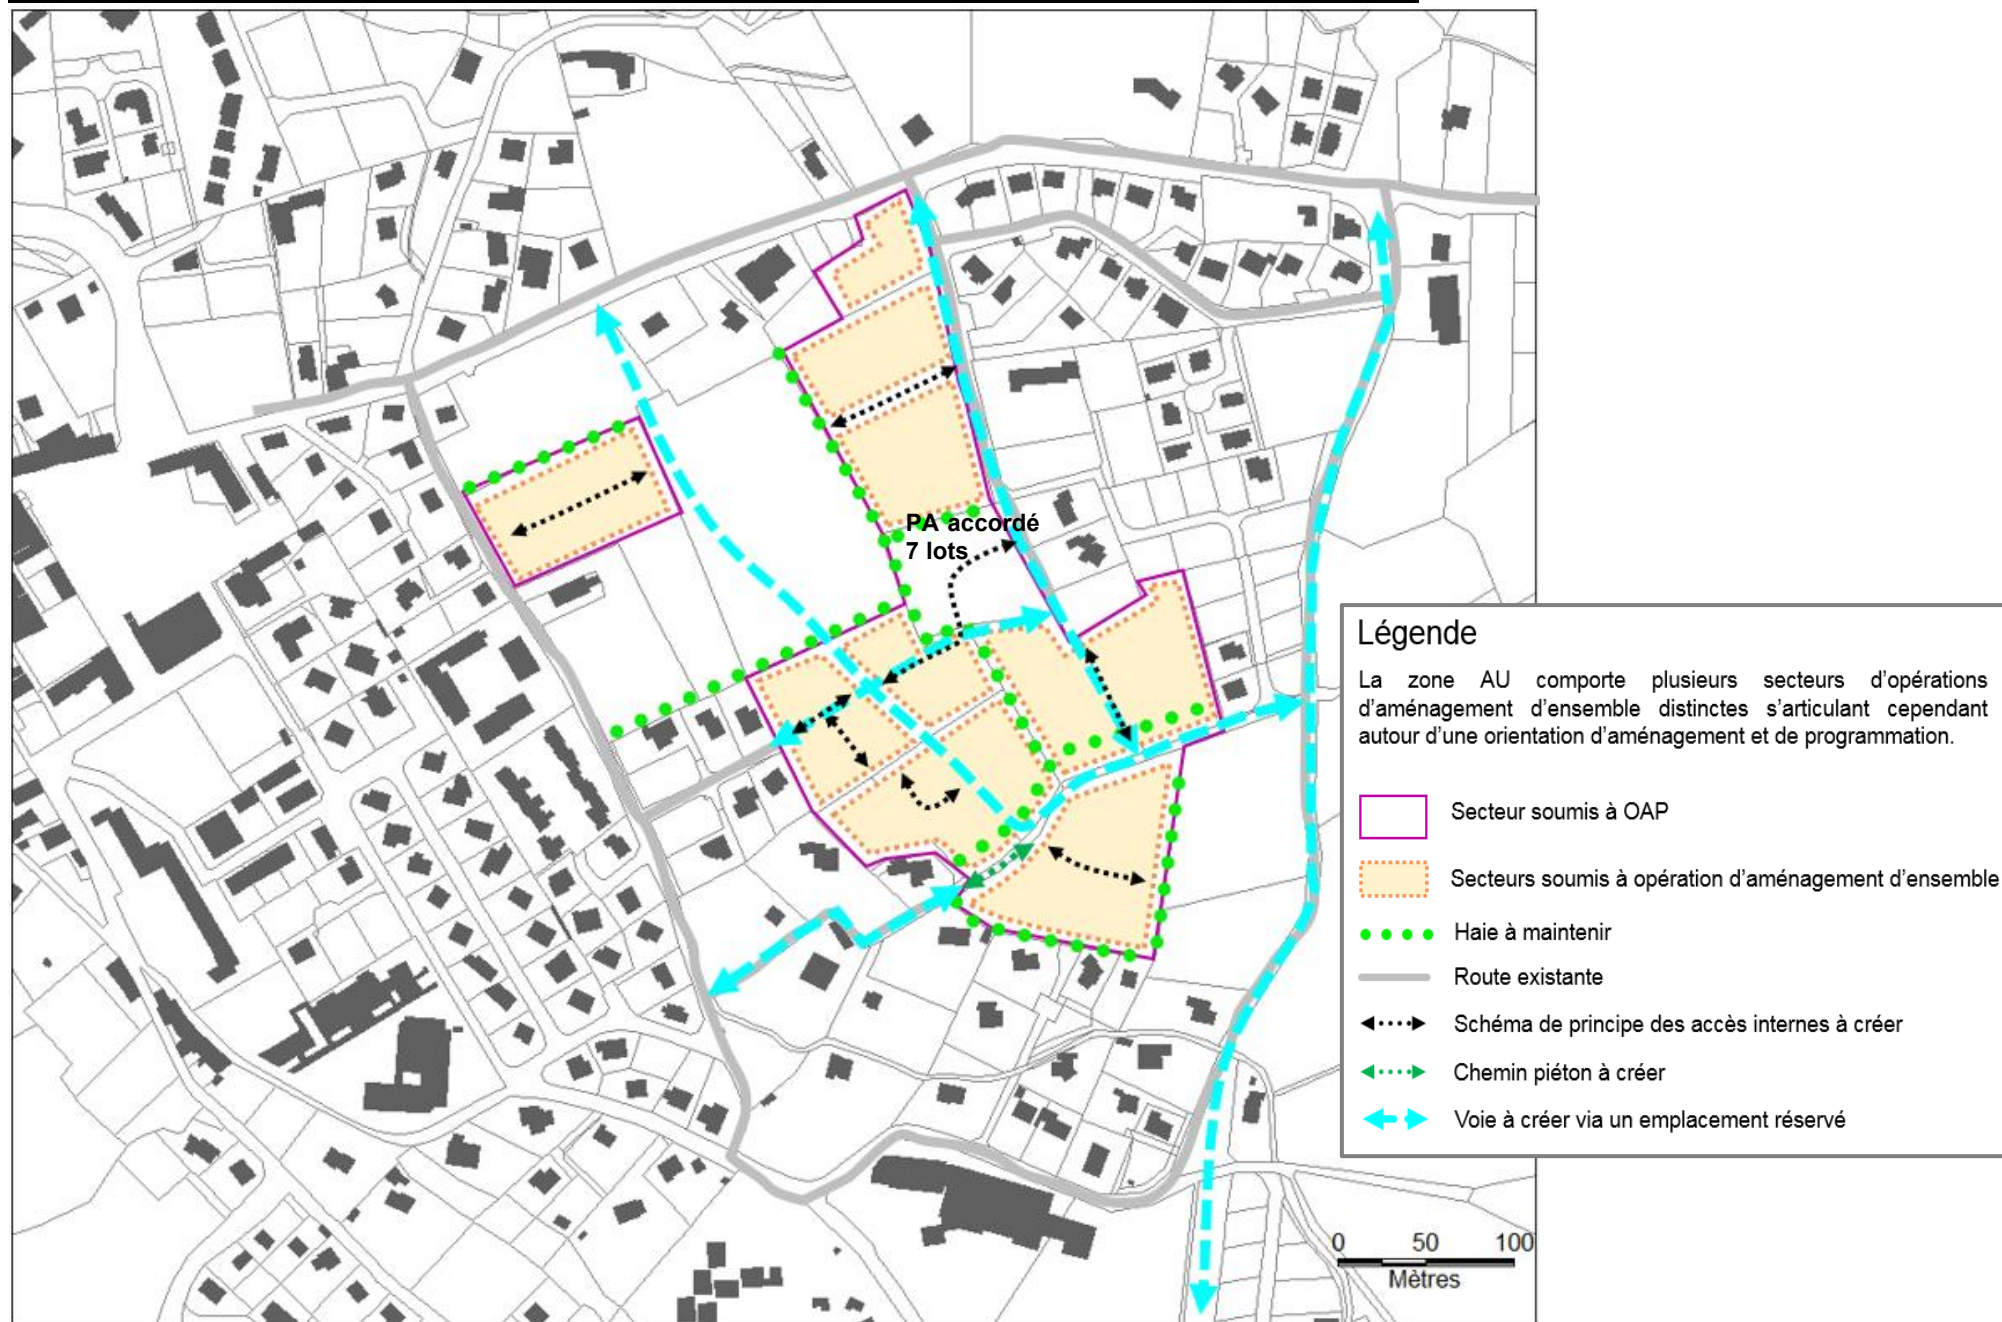 PA accordé
7 lots
Légende
La zone AU comporte plusieurs secteurs d'opérations
d'aménagement d'ensemble distinctes s'articulant cependant
autour d'une orientation d'aménagement et de programmation.
Secteur soumis à OAP
Secteurs soumis à opération d'aménagement d'ensemble
Haie à maintenir
Route existante
Schéma de principe des accès internes à créer
Chemin piéton à créer
Voie à créer via un emplacement réservé
0 50 100
Mètres